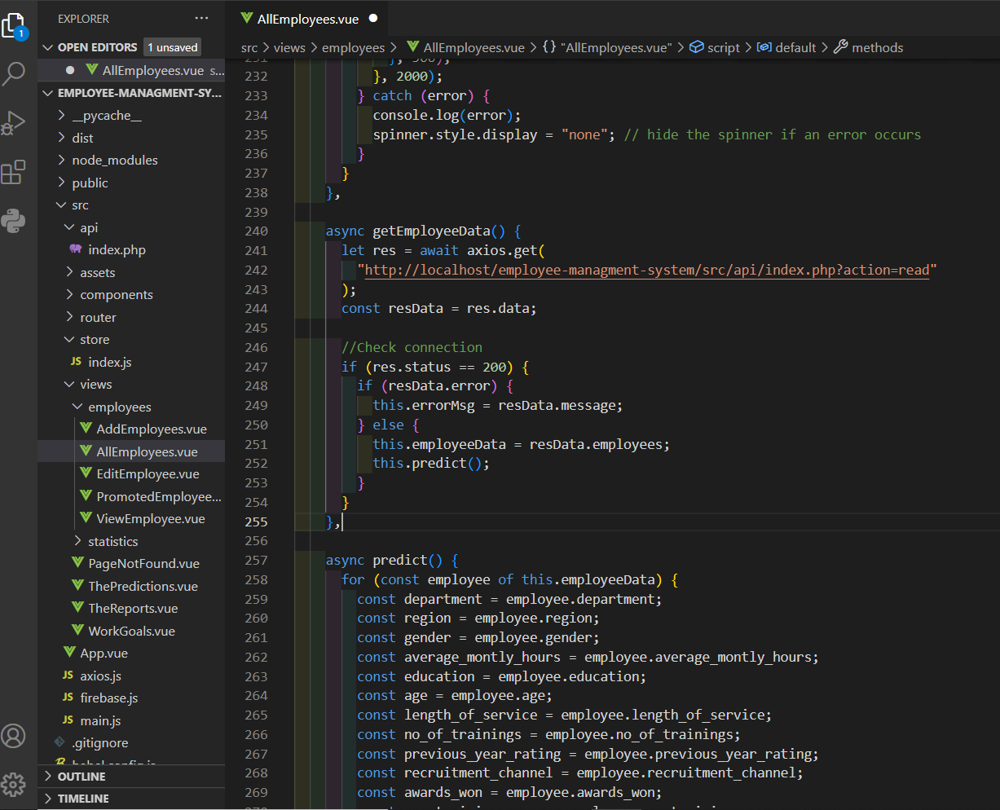 EXPLORER
OPEN EDITORS 1 unsaved
AllEmployees.vue s...
EMPLOYEE-MANAGMENT-SY...
__pycache__
dist
node_modules
public
src
api
index.php
assets
components
router
store
JS index.js
views
employees
AddEmployees.vue
AllEmployees.vue
EditEmployee.vue
PromotedEmployee...
ViewEmployee.vue
statistics
PageNotFound.vue
ThePredictions.vue
TheReports.vue
WorkGoals.vue
App.vue
JS axios.js
JS firebase.js
JS main.js
.gitignore
OUTLINE
TIMELINE
1
AllEmployees.vue
src > views > employees > AllEmployees.vue > {} "AllEmployees.vue" > script > default > methods
231 }, 500);
232 }, 2000);
233 } catch (error) {
234 console.log(error);
235 spinner.style.display = "none"; // hide the spinner if an error occurs
236 }
237 }
238 },
239
240 async getEmployeeData() {
241 let res = await axios.get(
242 "http://localhost/employee-managment-system/src/api/index.php?action=read"
243 );
244 const resData = res.data;
245
246 //Check connection
247 if (res.status == 200) {
248 if (resData.error) {
249 this.errorMsg = resData.message;
250 } else {
251 this.employeeData = resData.employees;
252 this.predict();
253 }
254 }
255 },
256
257 async predict() {
258 for (const employee of this.employeeData) {
259 const department = employee.department;
260 const region = employee.region;
261 const gender = employee.gender;
262 const average_montly_hours = employee.average_montly_hours;
263 const education = employee.education;
264 const age = employee.age;
265 const length_of_service = employee.length_of_service;
266 const no_of_trainings = employee.no_of_trainings;
267 const previous_year_rating = employee.previous_year_rating;
268 const recruitment_channel = employee.recruitment_channel;
269 const awards_won = employee.awards_won;